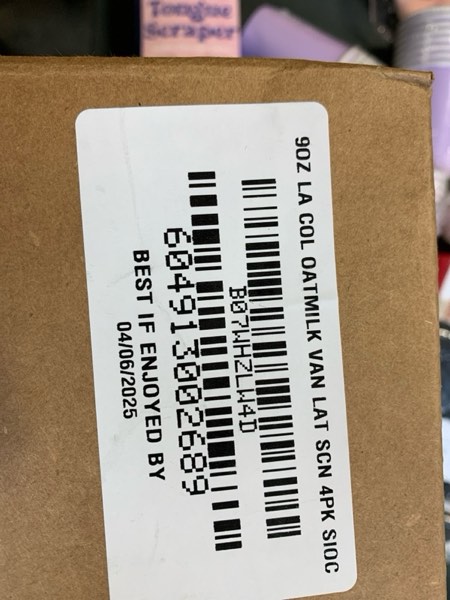 Tongue
Scraper
9OZ LA COL OATMILK VAN LAT SCN 4PK SIOC
B07WHZLW4D
604913002689
BEST IF ENJOYED BY
04/06/2025